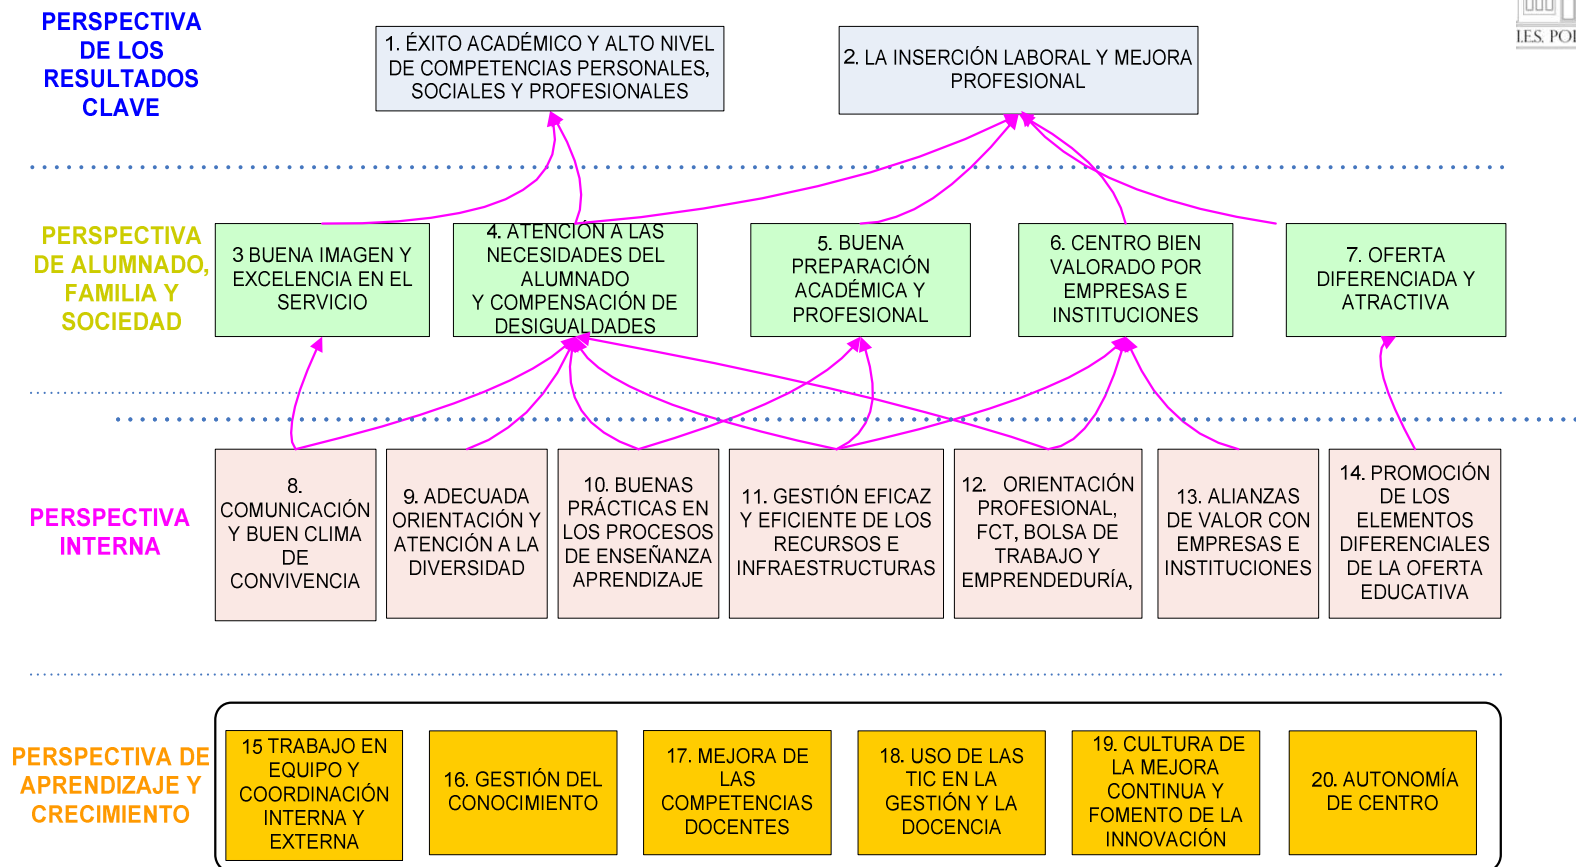 PERSPECTIVA
DE LOS
RESULTADOS
CLAVE
1. ÉXITO ACADÉMICO Y ALTO NIVEL
DE COMPETENCIAS PERSONALES,
SOCIALES Y PROFESIONALES
2. LA INSERCIÓN LABORAL Y MEJORA
PROFESIONAL
I.E.S.
PERSPECTIVA
DE ALUMNADO,
FAMILIA Y
SOCIEDAD
3 BUENA IMAGEN Y
EXCELENCIA EN EL
SERVICIO
4. ATENCIÓN A LAS
NECESIDADES DEL
ALUMNADO
Y COMPENSACIÓN DE
DESIGUALDADES
5. BUENA
PREPARACIÓN
ACADÉMICA Y
PROFESIONAL
6. CENTRO BIEN
VALORADO POR
EMPRESAS E
INSTITUCIONES
7. OFERTA
DIFERENCIADA Y
ATRACTIVA
PERSPECTIVA
INTERNA
8.
COMUNICACIÓN
Y BUEN CLIMA
DE
CONVIVENCIA
9. ADECUADA
ORIENTACIÓN Y
ATENCIÓN A LA
DIVERSIDAD
10. BUENAS
PRÁCTICAS EN
LOS PROCESOS
DE ENSEÑANZA
APRENDIZAJE
11. GESTIÓN EFICAZ
Y EFICIENTE DE LOS
RECURSOS E
INFRAESTRUCTURAS
12. ORIENTACIÓN
PROFESIONAL,
FCT, BOLSA DE
TRABAJO Y
EMPRENDEDURÍA,
13. ALIANZAS
DE VALOR CON
EMPRESAS E
INSTITUCIONES
14. PROMOCIÓN
DE LOS
ELEMENTOS
DIFERENCIALES
DE LA OFERTA
EDUCATIVA
PERSPECTIVA DE
APRENDIZAJE Y
CRECIMIENTO
15 TRABAJO EN
EQUIPO Y
COORDINACIÓN
INTERNA Y
EXTERNA
16. GESTIÓN DEL
CONOCIMIENTO
17. MEJORA DE
LAS
COMPETENCIAS
DOCENTES
18. USO DE LAS
TIC EN LA
GESTIÓN Y LA
DOCENCIA
19. CULTURA DE
LA MEJORA
CONTINUA Y
FOMENTO DE LA
INNOVACIÓN
20. AUTONOMÍA
DE CENTRO